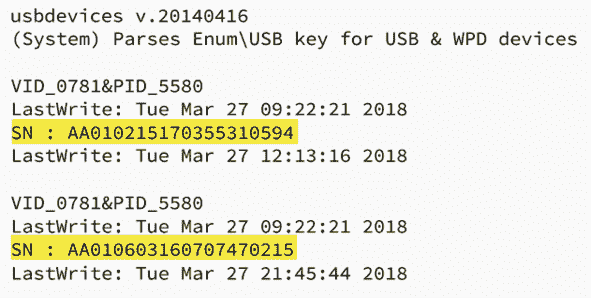 usbdevices v.20140416
(System) Parses Enum\USB key for USB & WPD devices
VID_0781&PID_5580
LastWrite: Tue Mar 27 09:22:21 2018
SN : AA010215170355310594
LastWrite: Tue Mar 27 12:13:16 2018
VID_0781&PID_5580
LastWrite: Tue Mar 27 09:22:21 2018
SN : AA010603160707470215
LastWrite: Tue Mar 27 21:45:44 2018